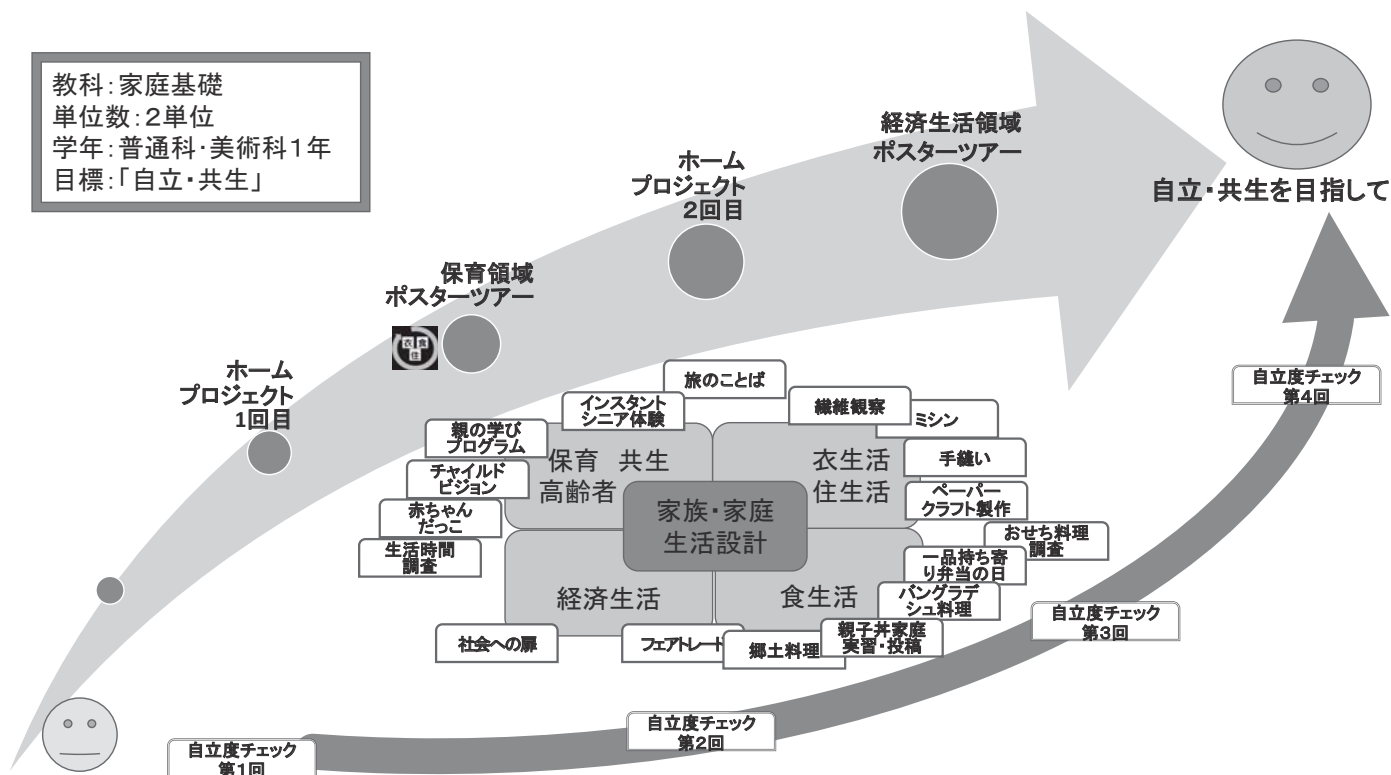 教科:家庭基礎
単位数:2単位
学年:普通科・美術科1年
目標:「自立・共生」
経済生活領域
ポスターツアー
自立・共生を目指して
ホーム
プロジェクト
2回目
保育領域
ポスターツアー
衣 食
住
ホーム
プロジェクト
1回目
旅のことば
インスタント
シニア体験
繊維観察
ミシン
親の学び
プログラム
チャイルド
ビジョン
赤ちゃん
だっこ
生活時間
調査
保育 共生
高齢者
衣生活
住生活
家族・家庭
生活設計
経済生活
食生活
手縫い
ペーパー
クラフト製作
おせち料理
調査
一品持ち寄
り弁当の日
バングラデ
シュ料理
親子丼家庭
実習・投稿
郷土料理
フェアトレード
社会への扉
自立度チェック
第4回
自立度チェック
第3回
自立度チェック
第2回
自立度チェック
第1回